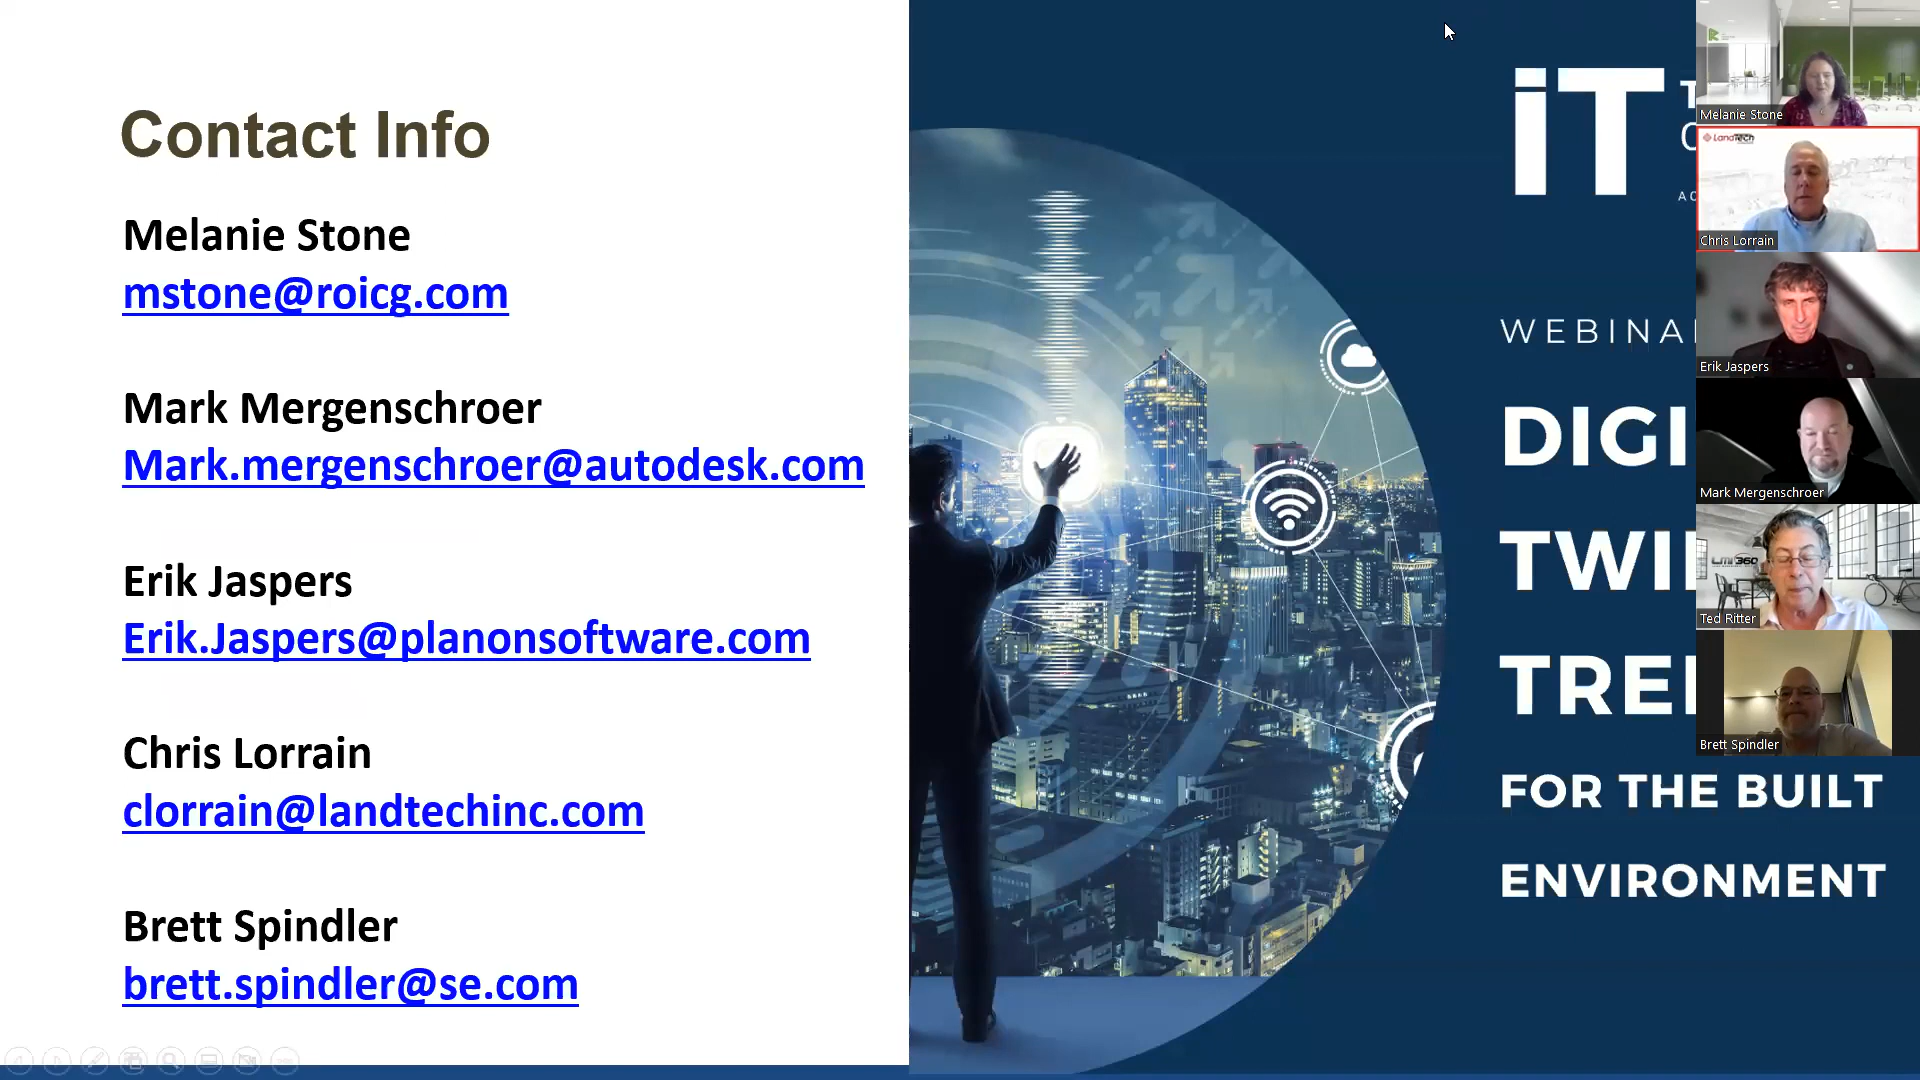 Contact Info
Melanie Stone
mstone@roicg.com
Mark Mergenschroer
Mark.mergenschroer@autodesk.com
Erik Jaspers
Erik.Jaspers@planonsoftware.com
Chris Lorrain
clorrain@landtechinc.com
Brett Spindler
brett.spindler@se.com
iT
WEBINA
DIGI
TWI
TRE
FOR THE BUILT
ENVIRONMENT
Melanie Stone
LandTech
Chris Lorrain
Erik Jaspers
Mark Mergenschroer
LMI360
Ted Ritter
Brett Spindler